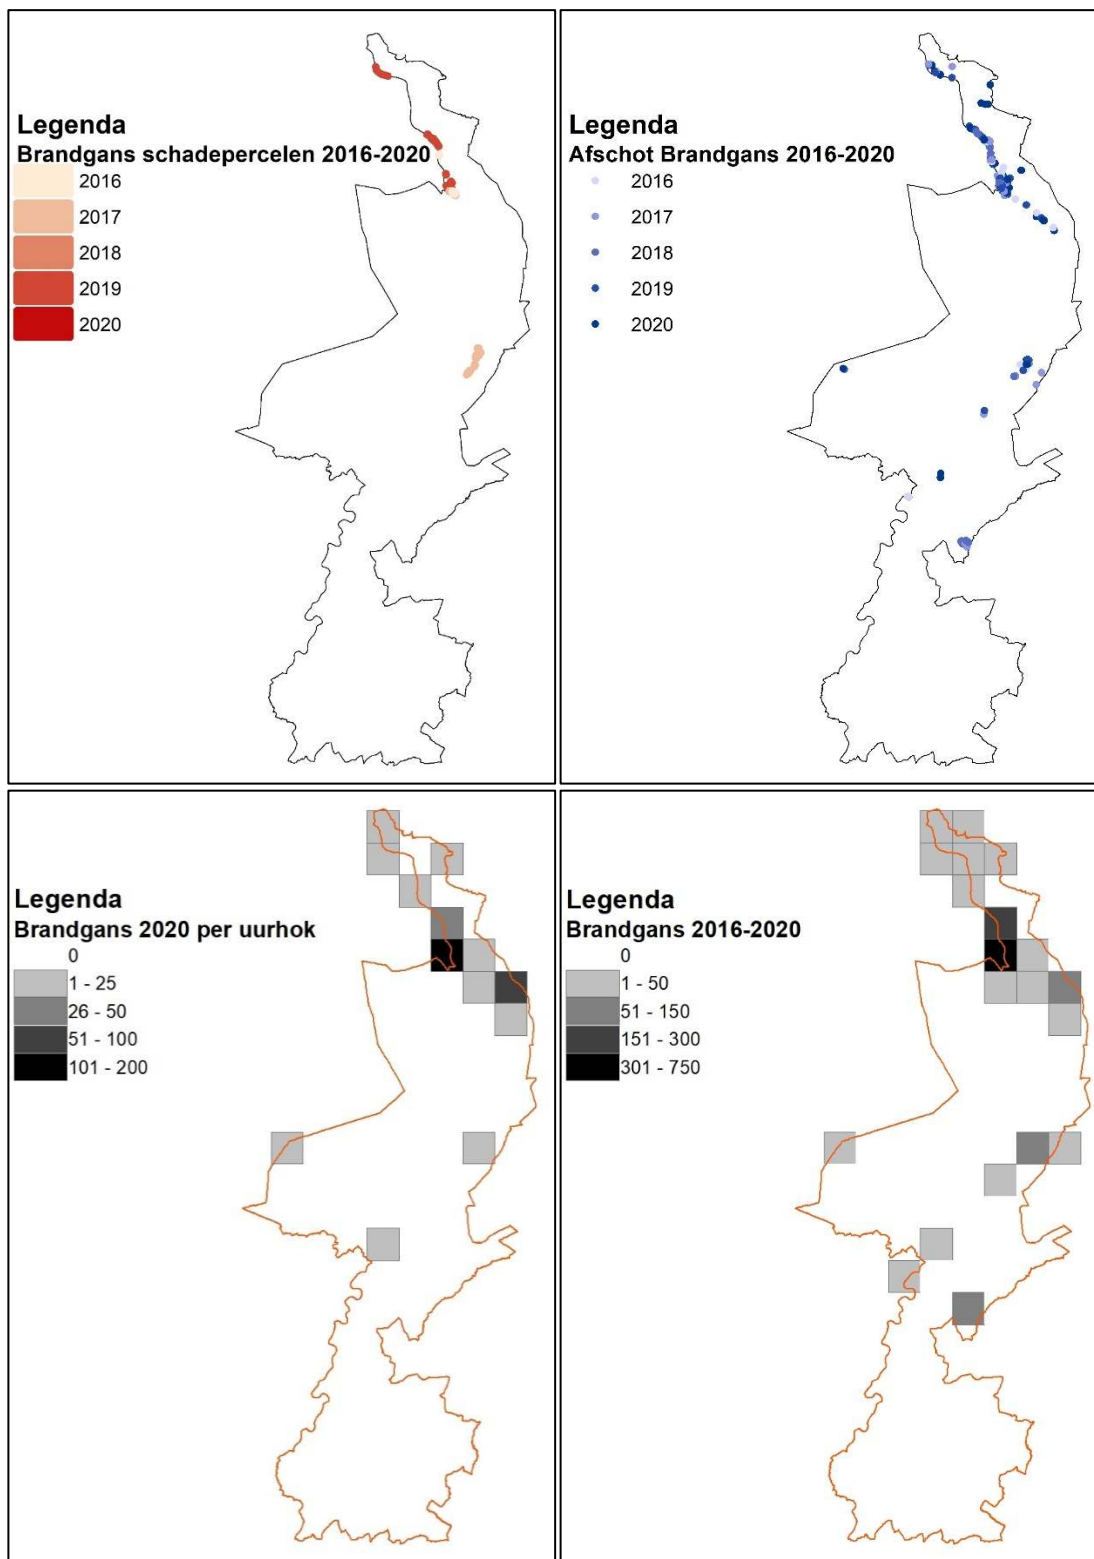 Legenda
Brandgans schadepercelen 2016-2020
2016
2017
2018
2019
2020
Legenda
Afschot Brandgans 2016-2020
2016
2017
2018
2019
2020
Legenda
Brandgans 2020 per uurhok
0
1 - 25
26 - 50
51 - 100
101 - 200
Legenda
Brandgans 2016-2020
0
1 - 50
51 - 150
151 - 300
301 - 750